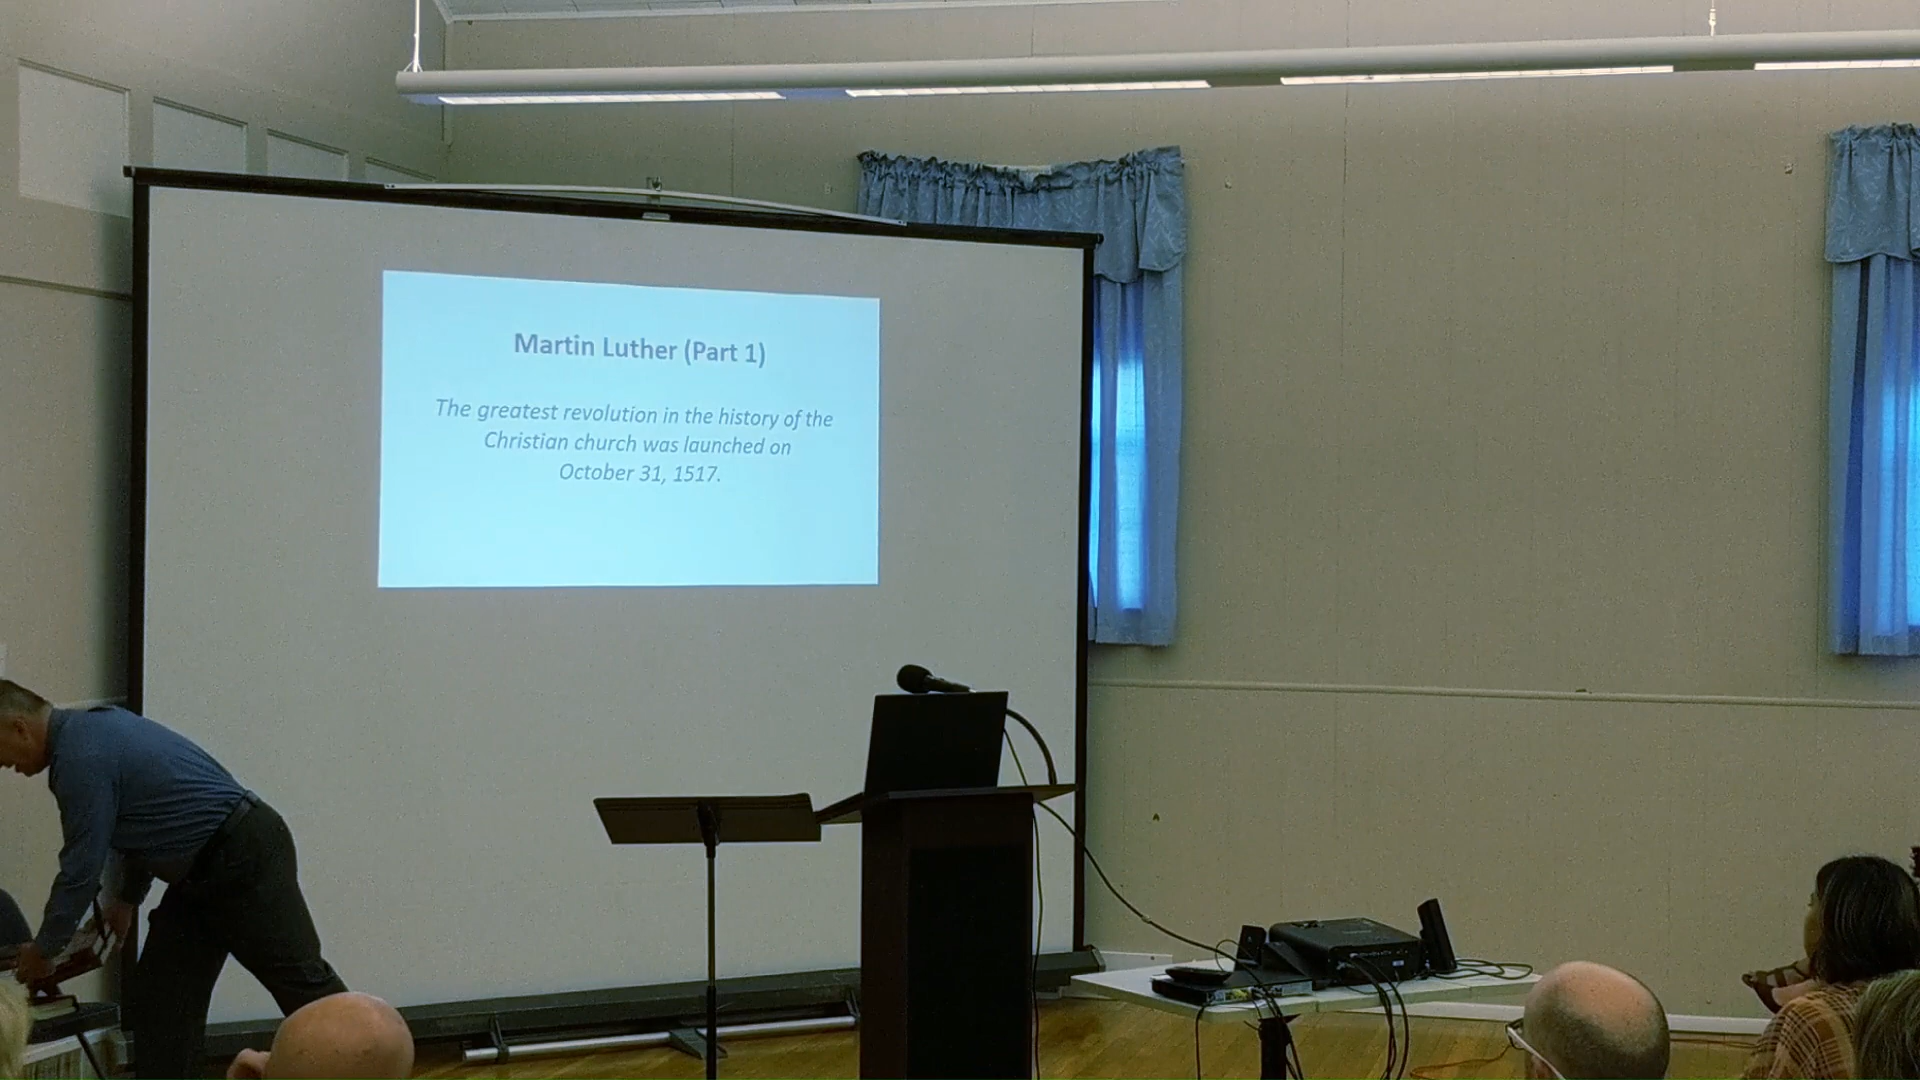 Martin Luther (Part 1)
The greatest revolution in the history of the
Christian church was launched on
October 31, 1517.